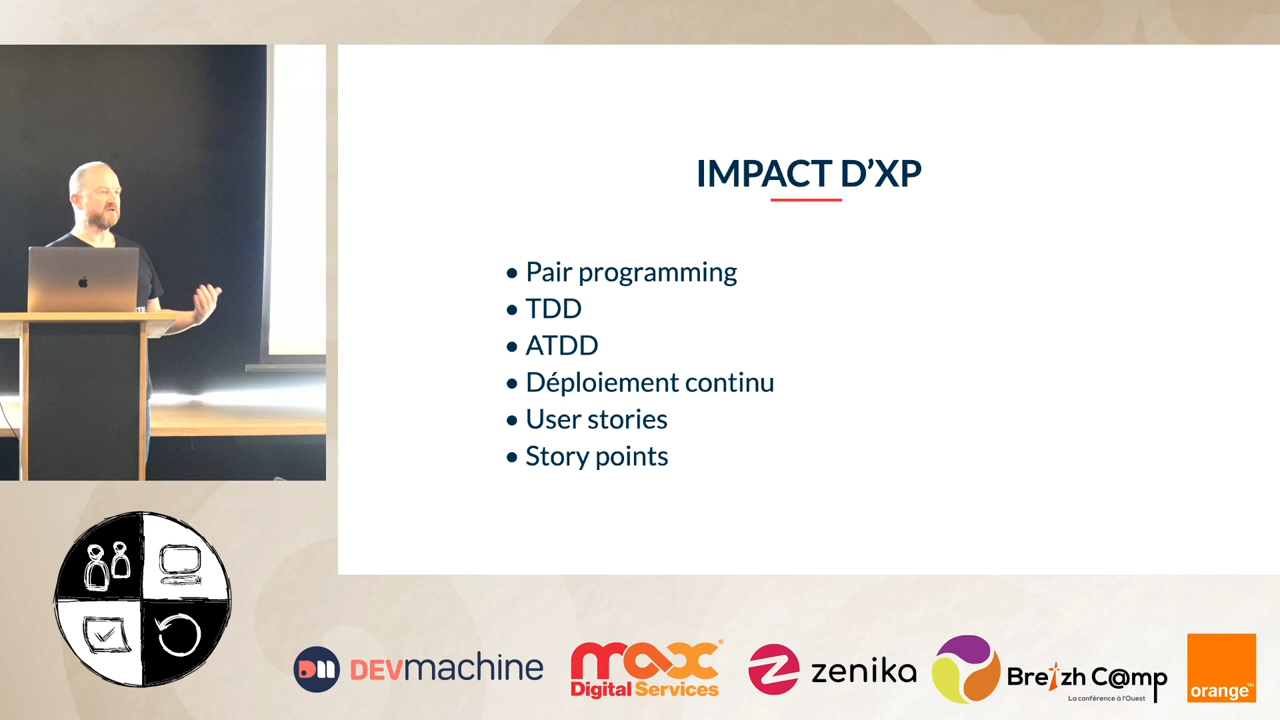 IMPACT D’XP
• Pair programming
• TDD
• ATDD
• Déploiement continu
• User stories
• Story points
DEVmachine
max
Digital Services
zenika
Breizh C@mp
La conférence à l'Ouest
orange™